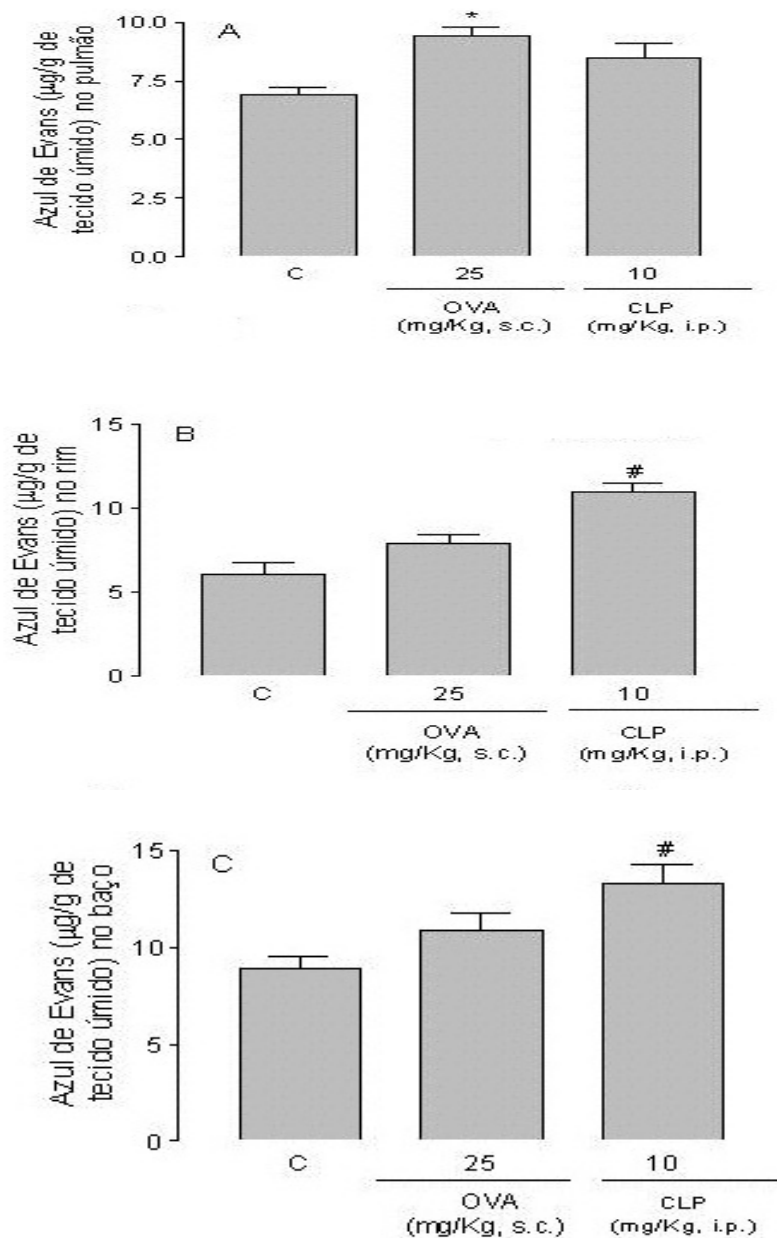 A
*
Azul de Evans (µg/g de
tecido úmido) no pulmão
10.0
7.5
5.0
2.5
0.0
C 25 10
OVA CLP
(mg/Kg, s.c.) (mg/Kg, i.p.)
B
#
Azul de Evans (µg/g de
tecido úmido) no rim
15
10
5
0
C 25 10
OVA CLP
(mg/Kg, s.c.) (mg/Kg, i.p.)
C
#
Azul de Evans (µg/g de
tecido úmido) no baço
15
10
5
0
C 25 10
OVA CLP
(mg/Kg, s.c.) (mg/Kg, i.p.)